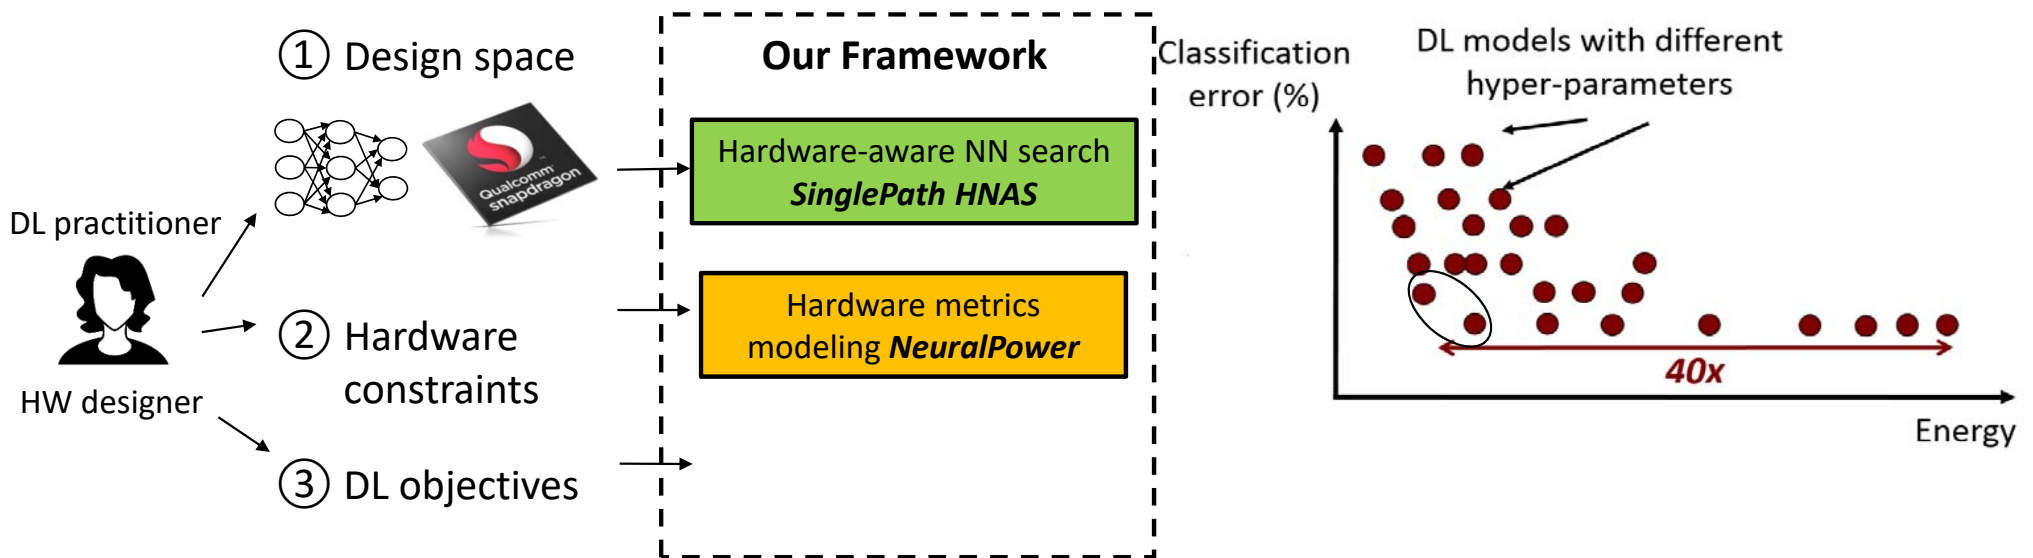 ① Design space
Qualcomm
snapdragon
DL practitioner
HW designer
② Hardware
constraints
③ DL objectives
Our Framework
Hardware-aware NN search
SinglePath HNAS
Hardware metrics
modeling NeuralPower
Classification
error (%)
DL models with different
hyper-parameters
40x
Energy